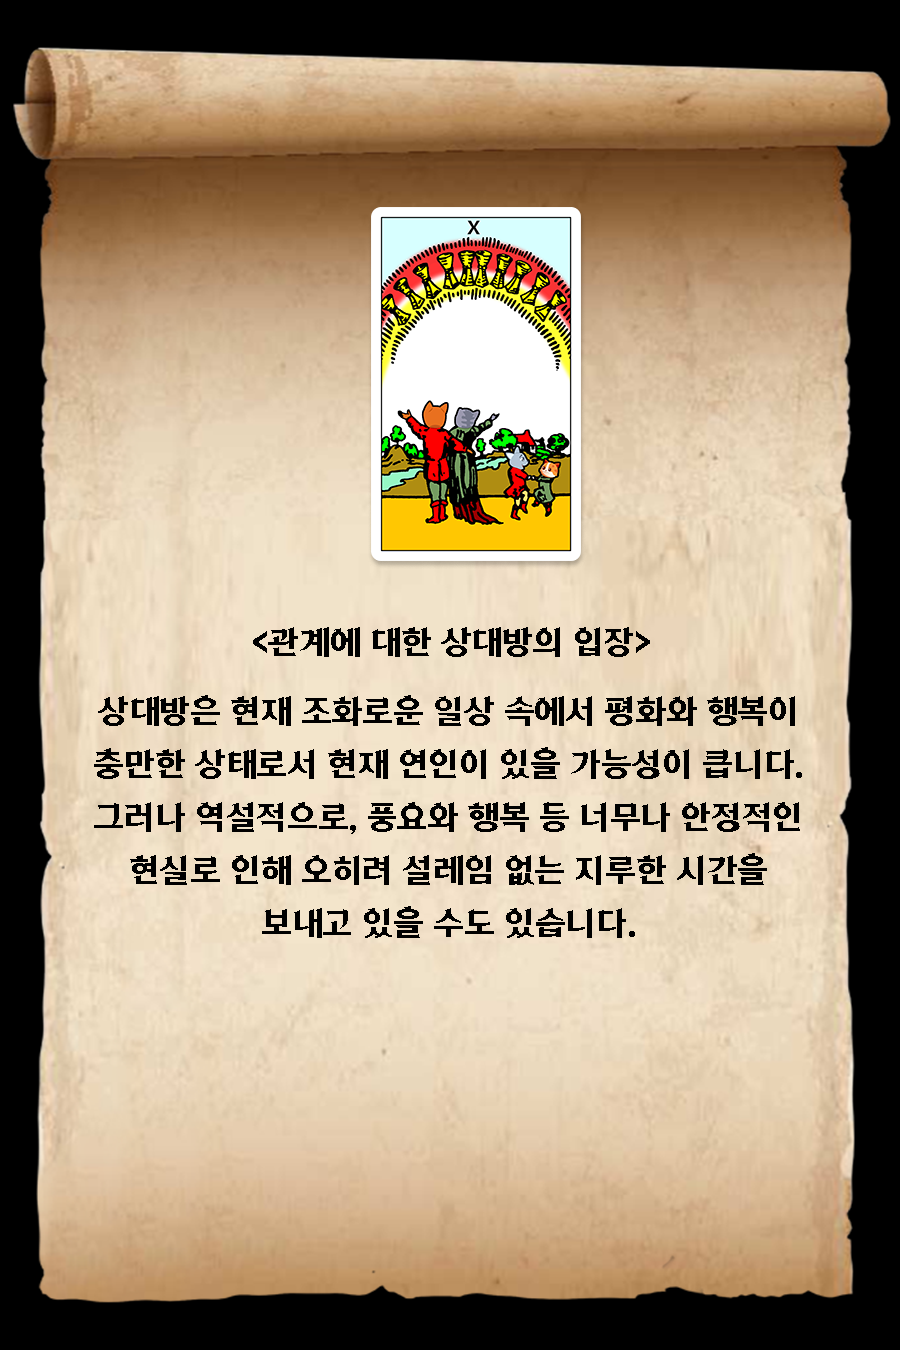 X
<관계에 대한 상대방의 입장>
상대방은 현재 조화로운 일상 속에서 평화와 행복이
충만한 상태로서 현재 연인이 있을 가능성이 큽니다.
그러나 역설적으로, 풍요와 행복 등 너무나 안정적인
현실로 인해 오히려 설레임 없는 지루한 시간을
보내고 있을 수도 있습니다.